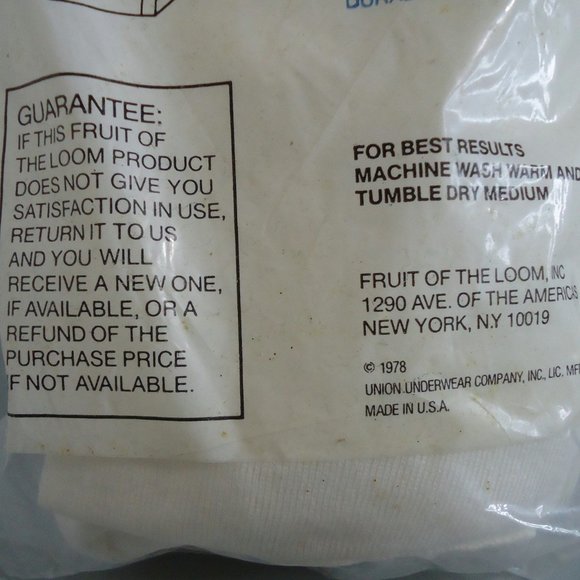 GUARANTEE:
IF THIS FRUIT OF
THE LOOM PRODUCT
DOES NOT GIVE YOU
SATISFACTION IN USE,
RETURN IT TO US
AND YOU WILL
RECEIVE A NEW ONE,
IF AVAILABLE, OR A
REFUND OF THE
PURCHASE PRICE
IF NOT AVAILABLE.
FOR BEST RESULTS
MACHINE WASH WARM AND
TUMBLE DRY MEDIUM
FRUIT OF THE LOOM, INC
1290 AVE. OF THE AMERICAS
NEW YORK, N.Y 10019
© 1978
UNION UNDERWEAR COMPANY, INC., LIC. MFR
MADE IN U.S.A.